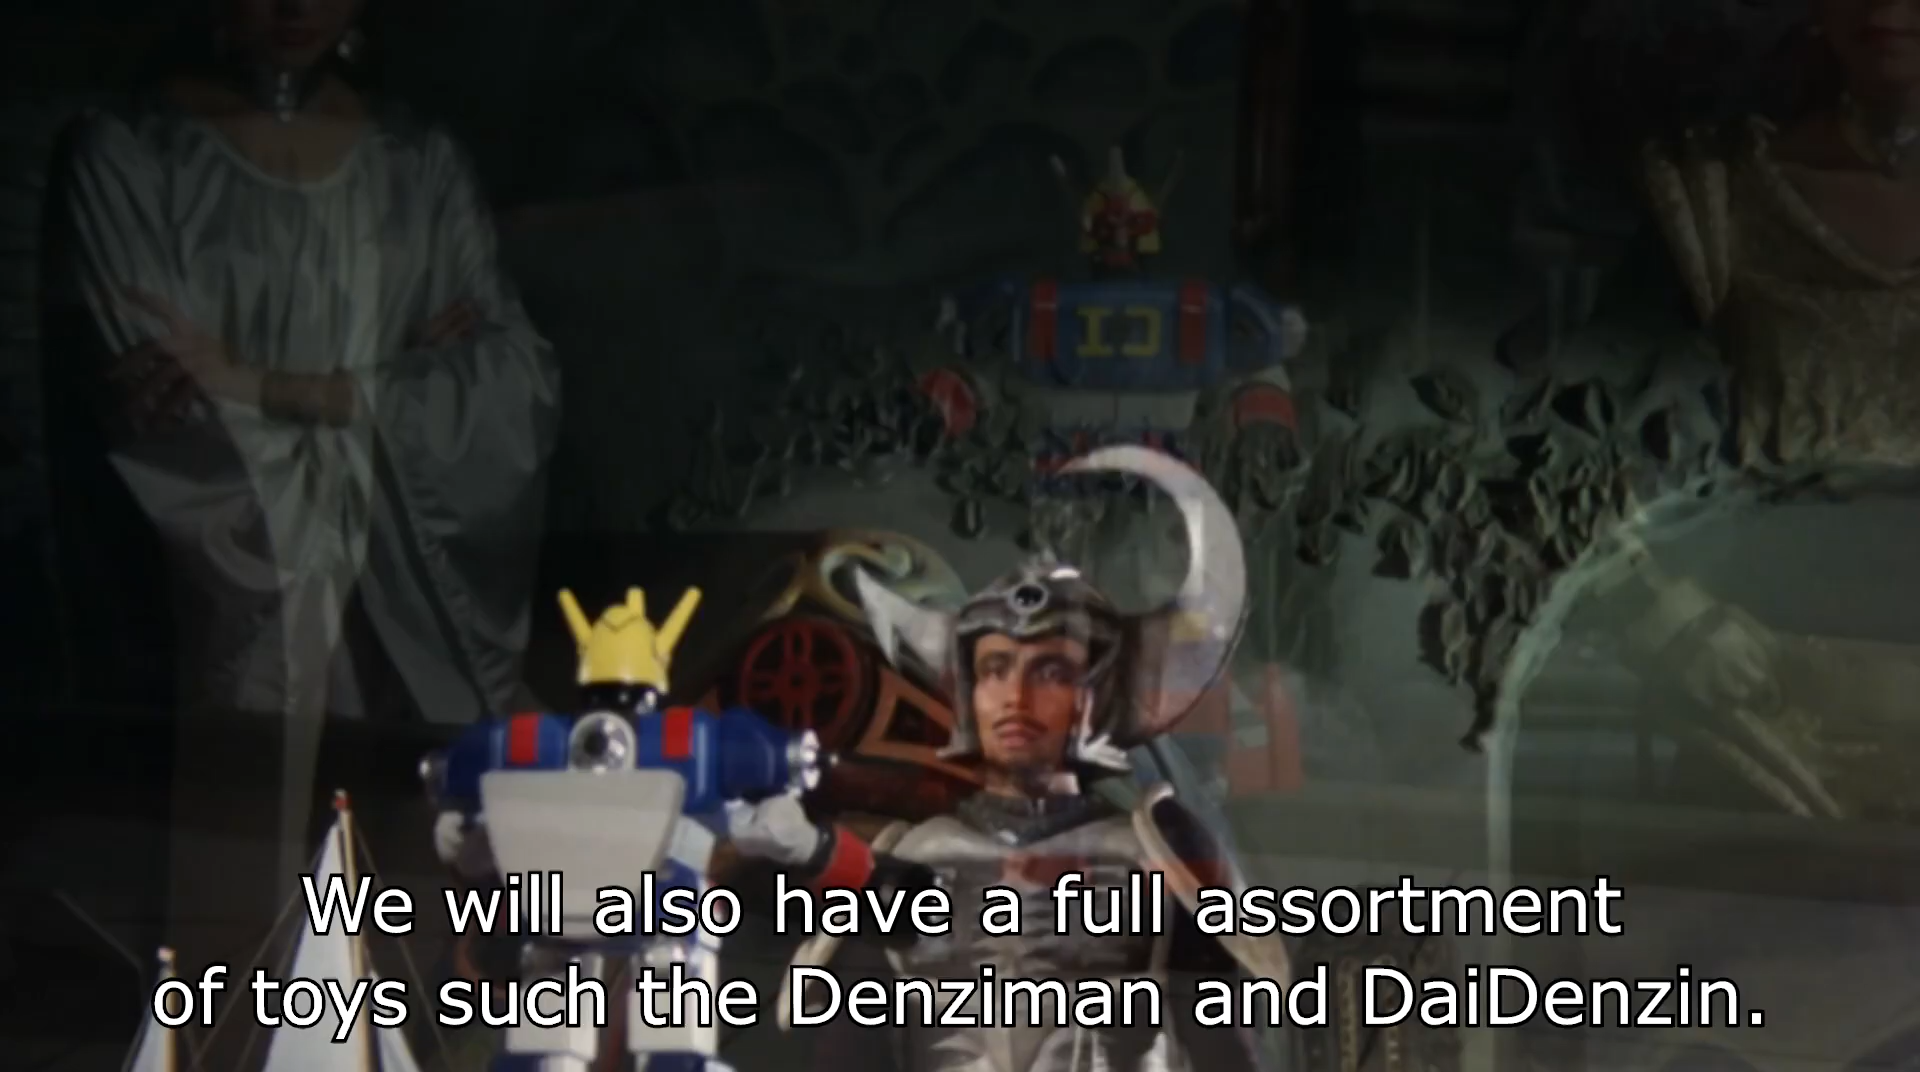 We will also have a full assortment
of toys such the Denziman and DaiDenzin.